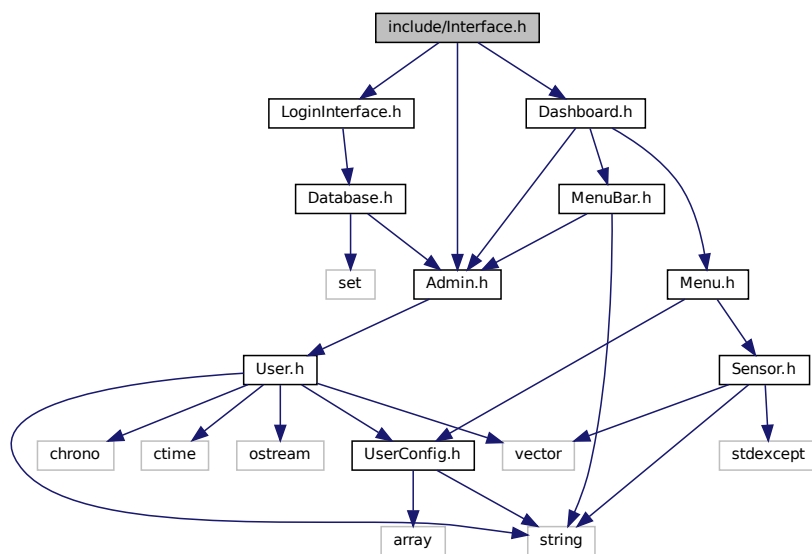 include/Interface.h
LoginInterface.h
Dashboard.h
Database.h
MenuBar.h
set
Admin.h
Menu.h
User.h
Sensor.h
chrono
ctime
ostream
UserConfig.h
vector
stdexcept
array
string